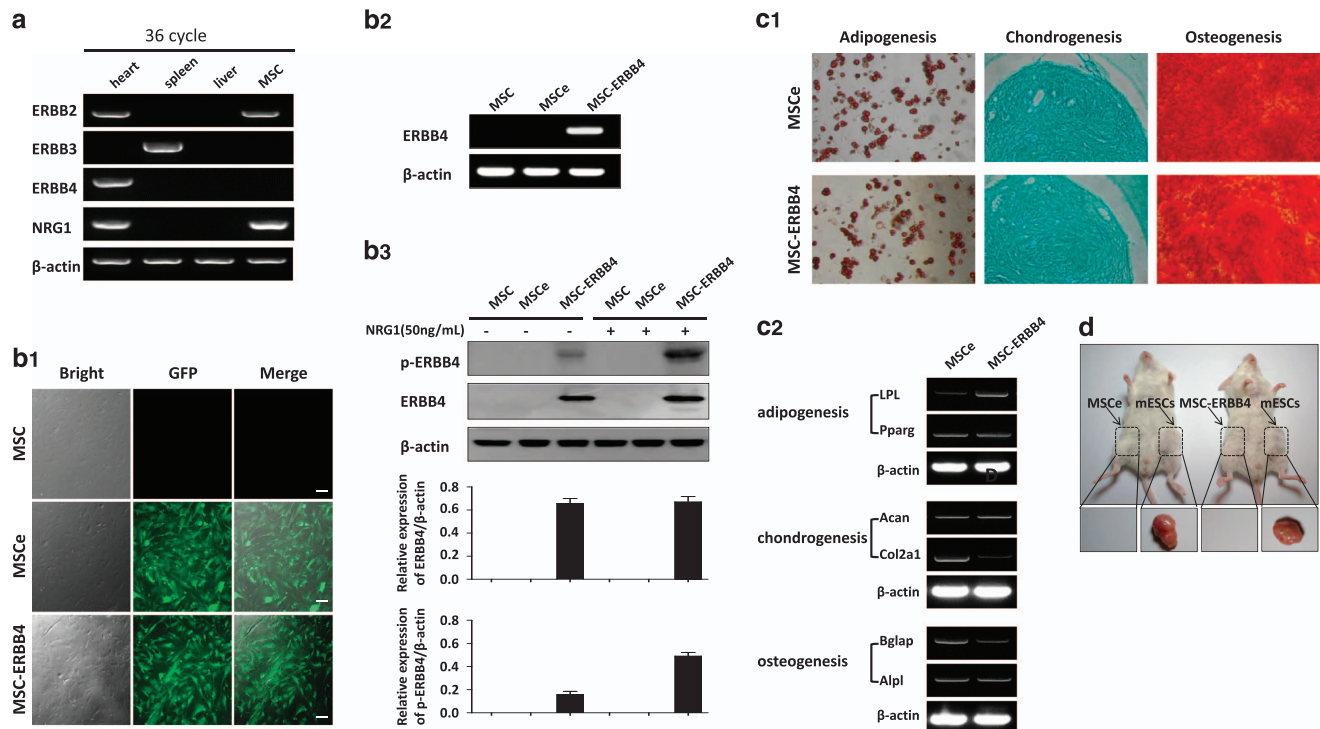 a
36 cycle
heart spleen liver MSC
ERBB2
ERBB3
ERBB4
NRG1
β-actin
b1
Bright GFP Merge
MSC
MSCe
MSC-ERBB4
b2
MSC MSCe MSC-ERBB4
ERBB4
β-actin
b3
MSC MSCe MSC-ERBB4 MSC MSCe MSC-ERBB4
NRG1(50ng/mL) - - - + + +
p-ERBB4
ERBB4
β-actin
Relative expression
of ERBB4/β-actin
0.8
0.6
0.4
0.2
0.0
Relative expression
of p-ERBB4/β-actin
0.8
0.6
0.4
0.2
0.0
c1
Adipogenesis Chondrogenesis Osteogenesis
MSCe
MSC-ERBB4
c2
MSCe MSC-ERBB4
adipogenesis
LPL
Pparg
β-actin
chondrogenesis
Acan
Col2a1
β-actin
osteogenesis
Bglap
Alpl
β-actin
d
MSCe mESCs MSC-ERBB4 mESCs